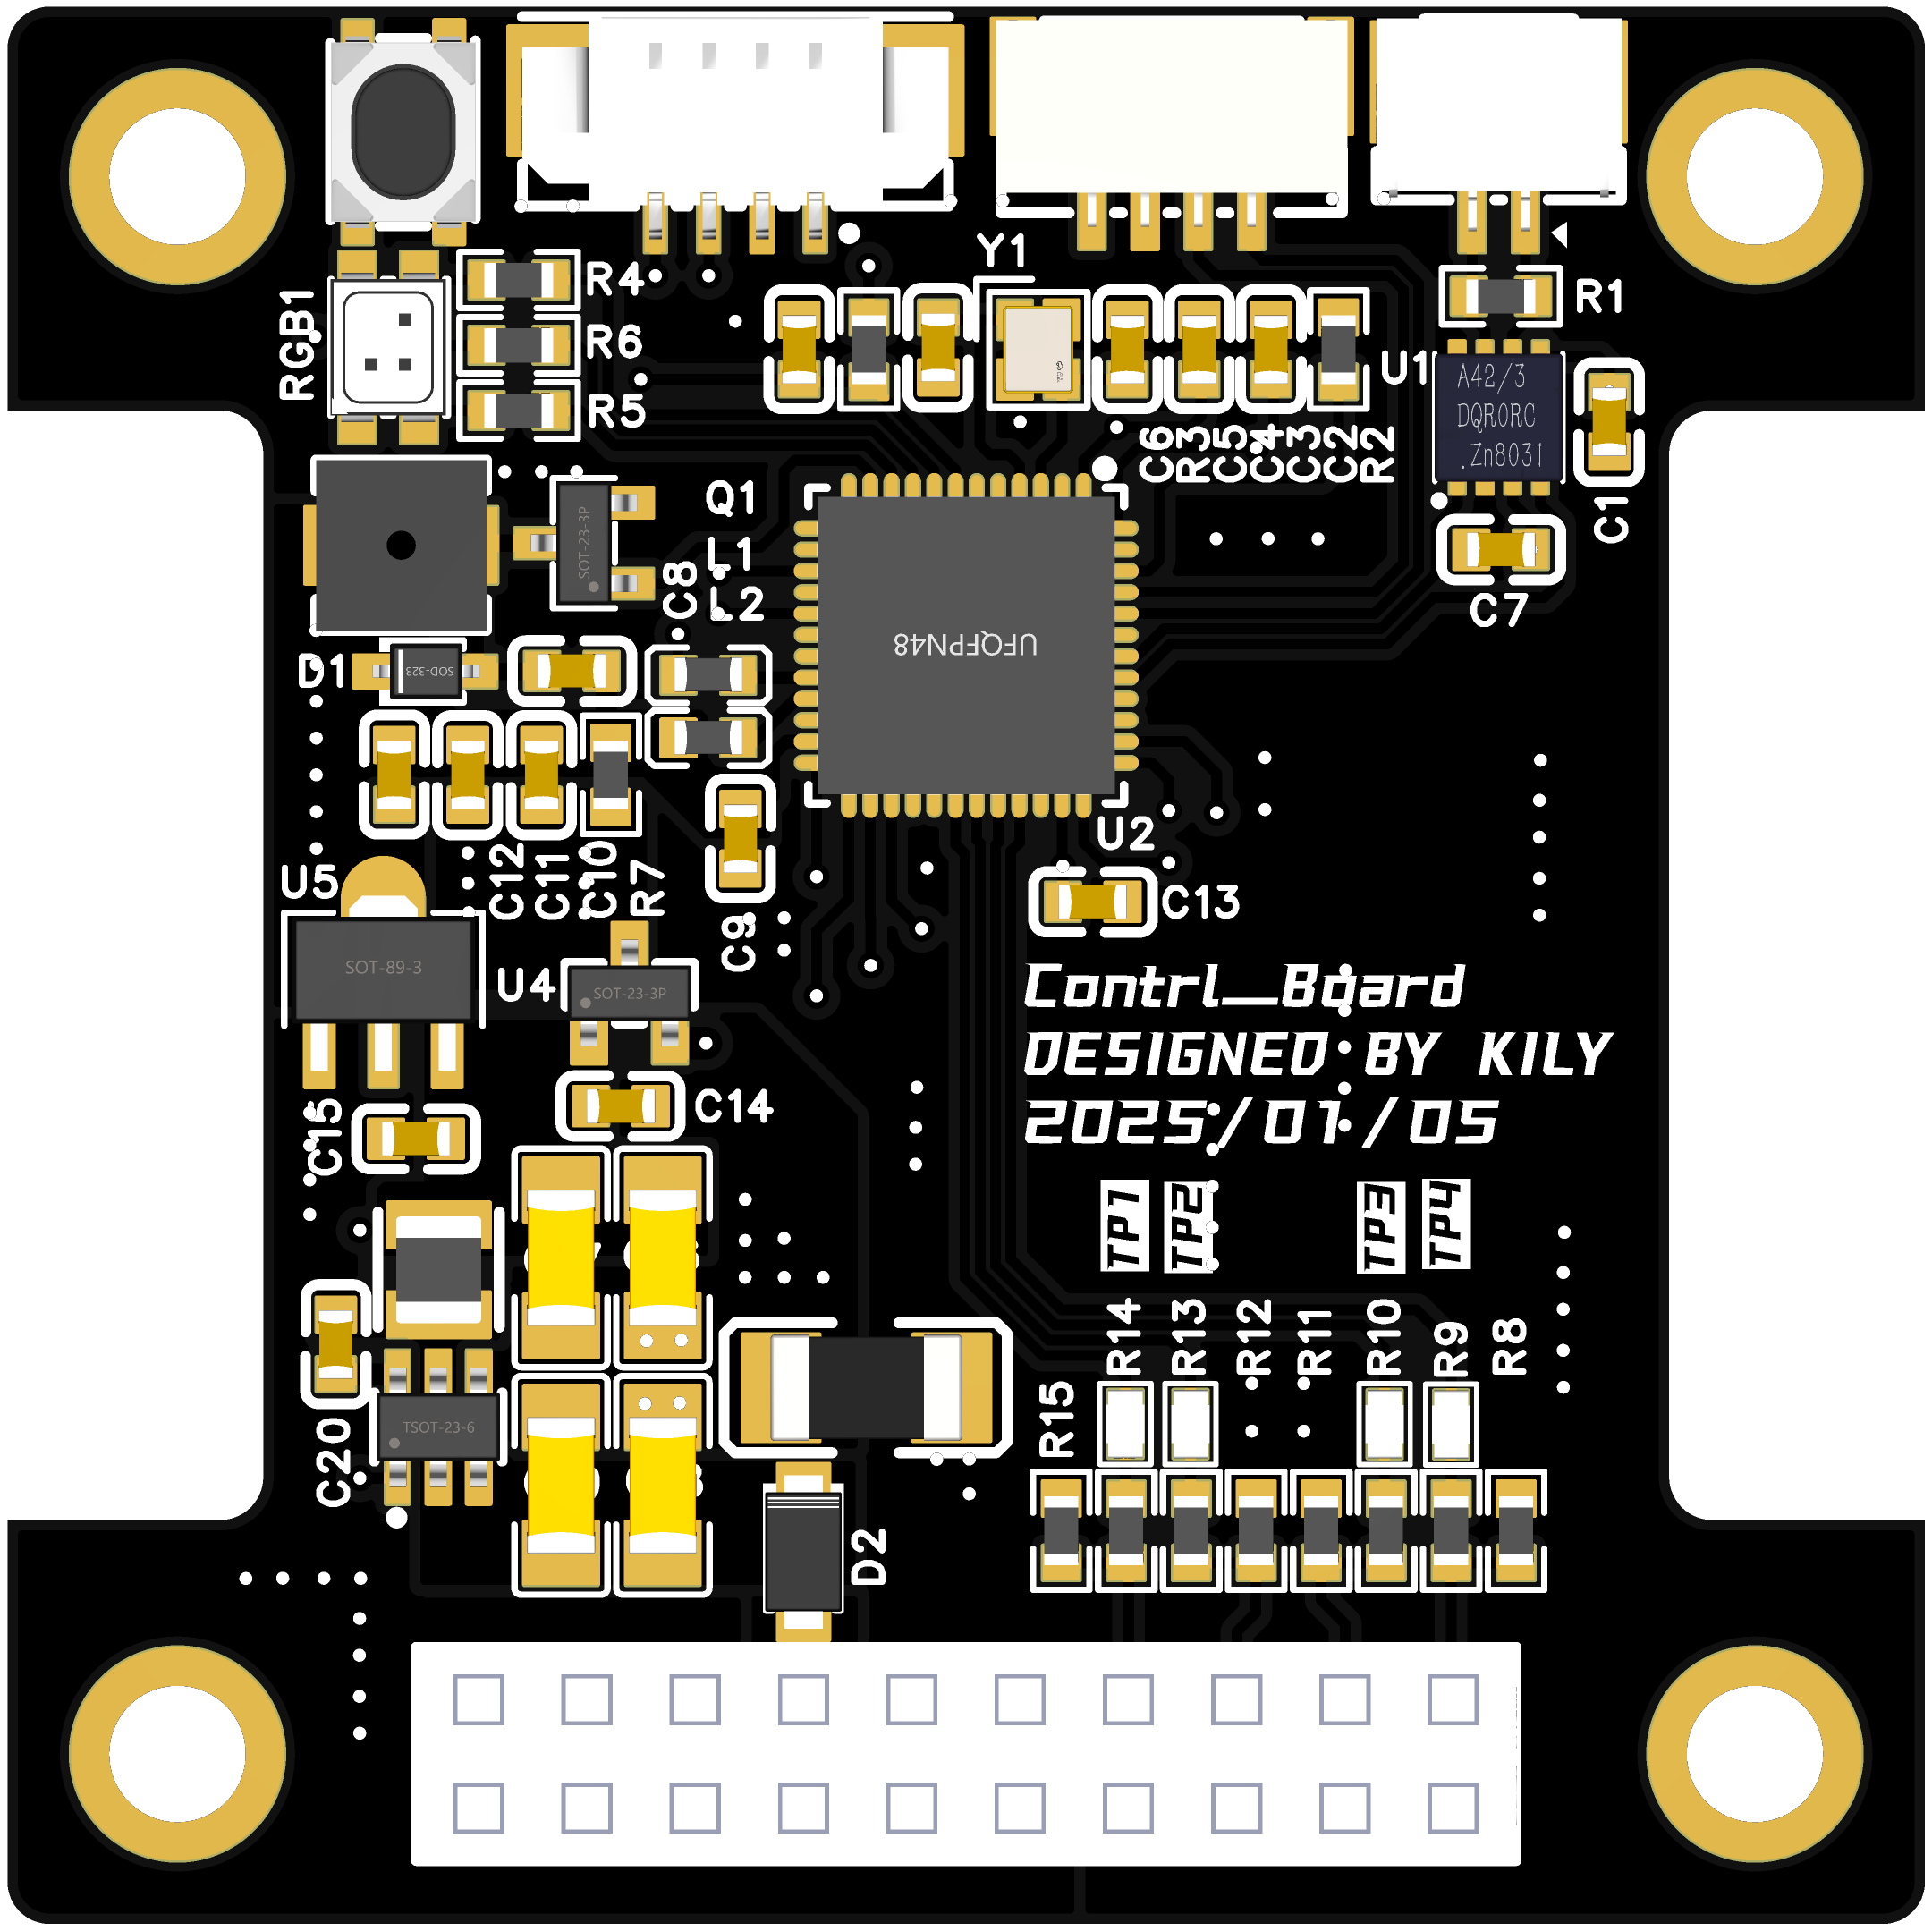 Y1
R4
R1
RGB1
R6
U1
A42/3
DQR0RC
.Zn8031
R5
C6
R3
C5
C4
C3
C2
R2
Q1
SOT-23-3P
C1
L1
C8
L2
C7
UFQFPN48
D1
SOD-323
U2
U5
C12
C11
C10
R7
C9
C13
SOT-89-3
U4
SOT-23-3P
Contrl_Board
DESIGNED BY KILY
2025/01/05
C15
C14
TP1
TP2
TP3
TP4
R14
R13
R12
R11
R10
R9
R8
R15
C20
TSOT-23-6
D2